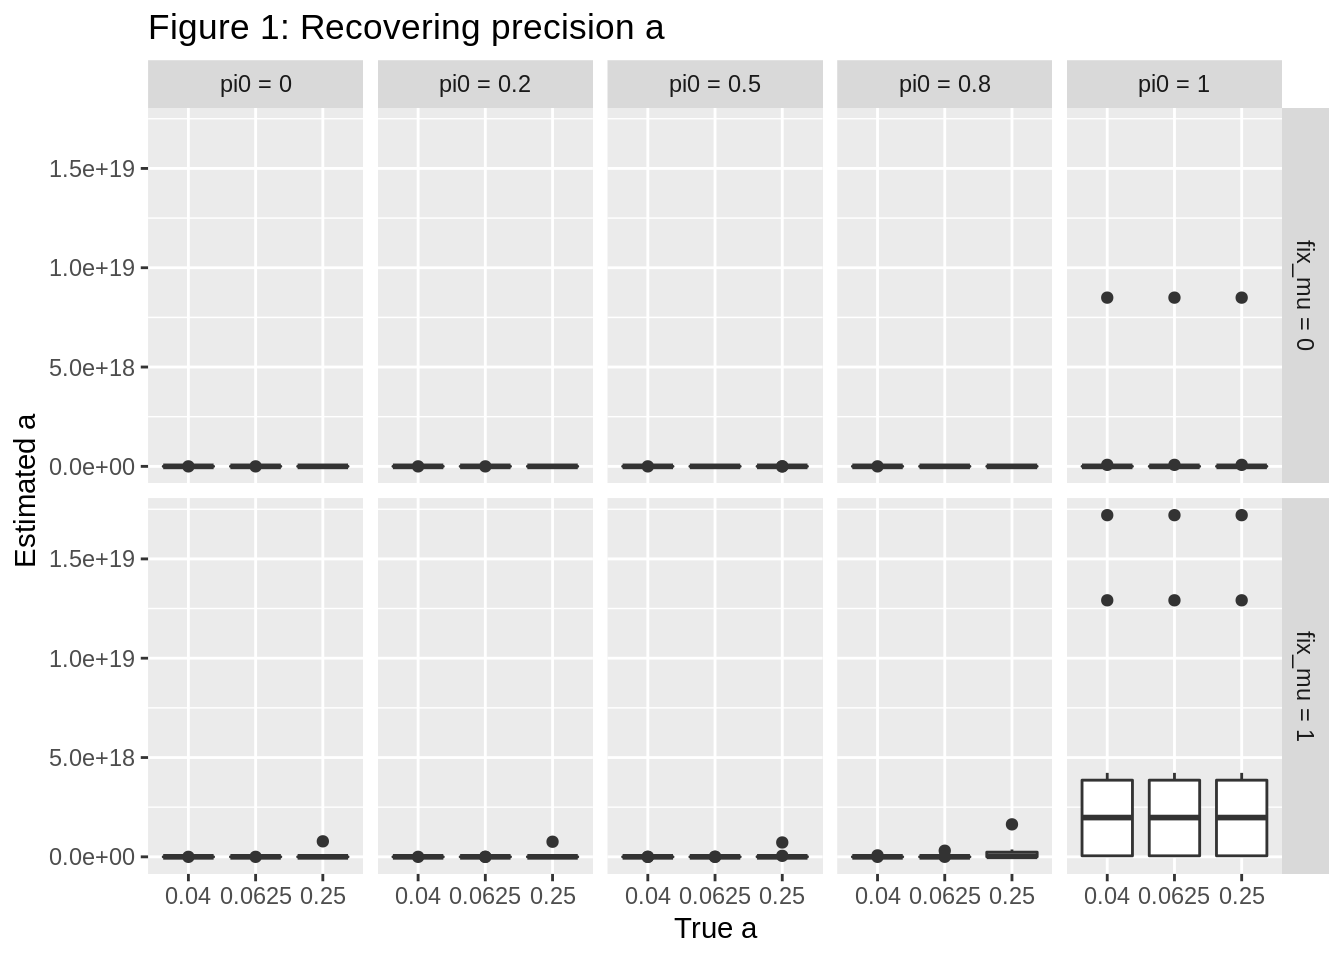 Figure 1: Recovering precision a
pi0 = 0 pi0 = 0.2 pi0 = 0.5 pi0 = 0.8 pi0 = 1
1.5e+19
1.0e+19
5.0e+18
0.0e+00
fix_mu = 0
1.5e+19
1.0e+19
5.0e+18
0.0e+00
fix_mu = 1
Estimated a
0.04 0.0625 0.25 0.04 0.0625 0.25 0.04 0.0625 0.25 0.04 0.0625 0.25 0.04 0.0625 0.25
True a